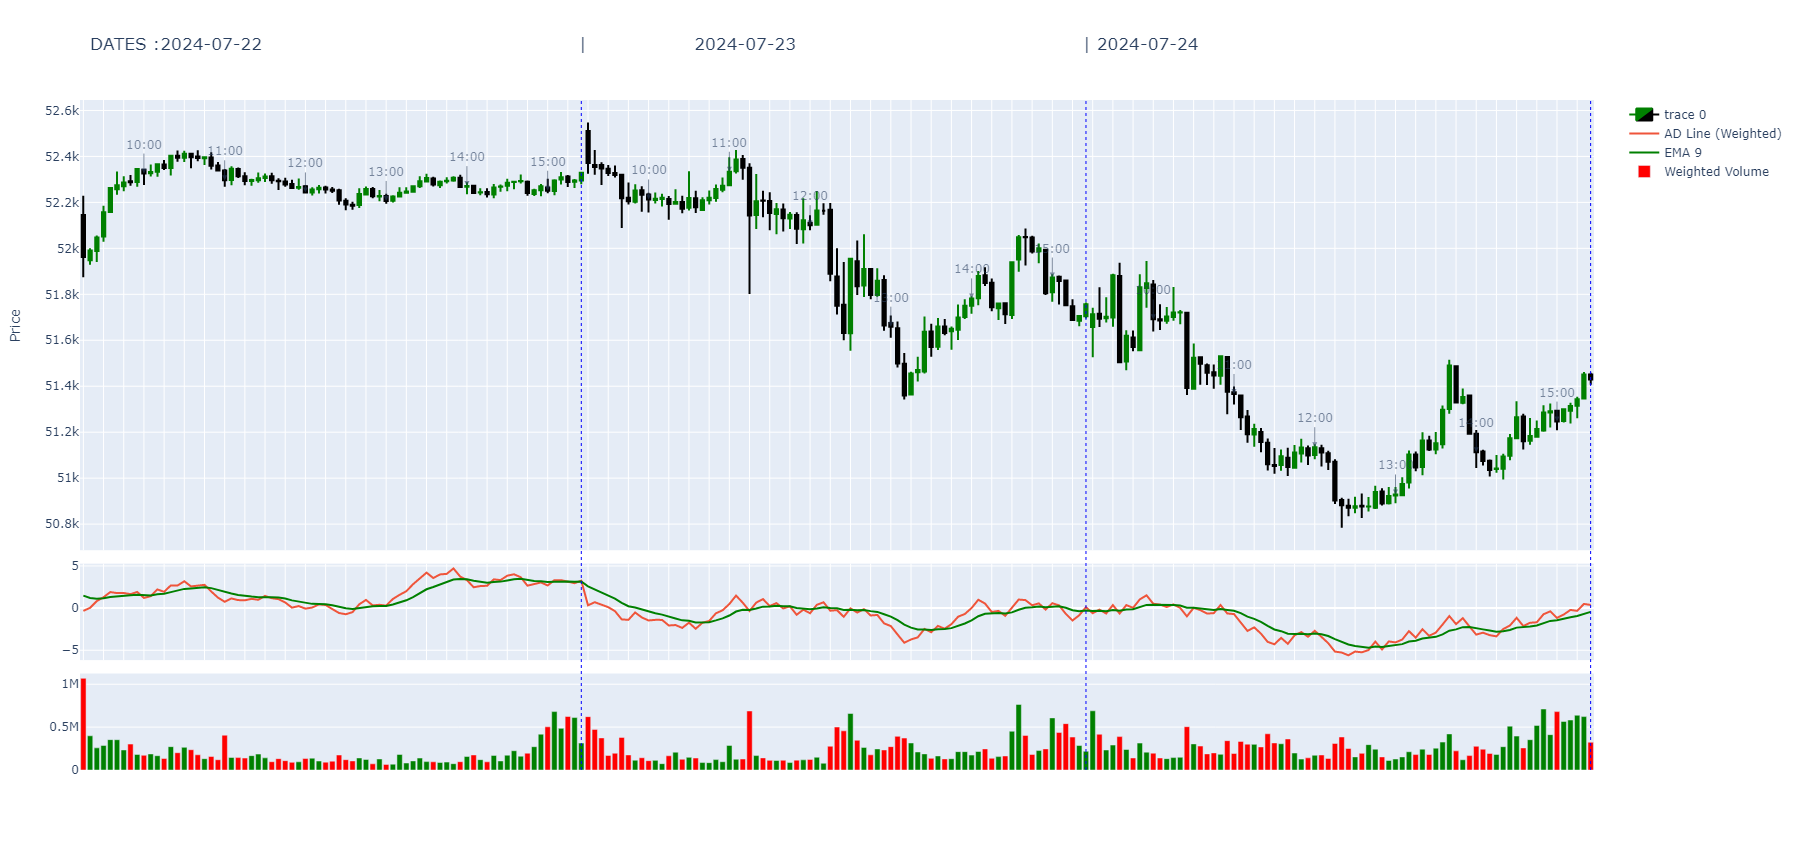 DATES :2024-07-22 | 2024-07-23 | 2024-07-24
52.6k
52.4k
52.2k
52k
51.8k
51.6k
51.4k
51.2k
51k
50.8k
Price
10:00
11:00
12:00
13:00
14:00
15:00
10:00
11:00
12:00
14:00
12:00
13:00
15:00
5
0
−5
1M
0.5M
0
trace 0
AD Line (Weighted)
EMA 9
Weighted Volume